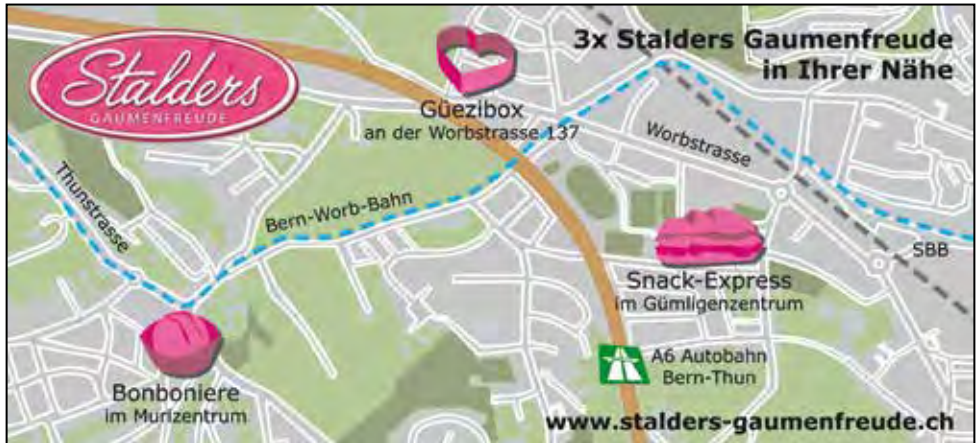 Stalders
GAUMENFREUDE
3x Stalders Gaumenfreude
in Ihrer Nähe
Güezibox
an der Worbstrasse 137
Worbstrasse
Thunstrasse
Bern-Worb-Bahn
SBB
Snack-Express
im Gümligenzentrum
A6 Autobahn
Bern-Thun
Bonboniere
im Murizentrum
www.stalders-gaumenfreude.ch